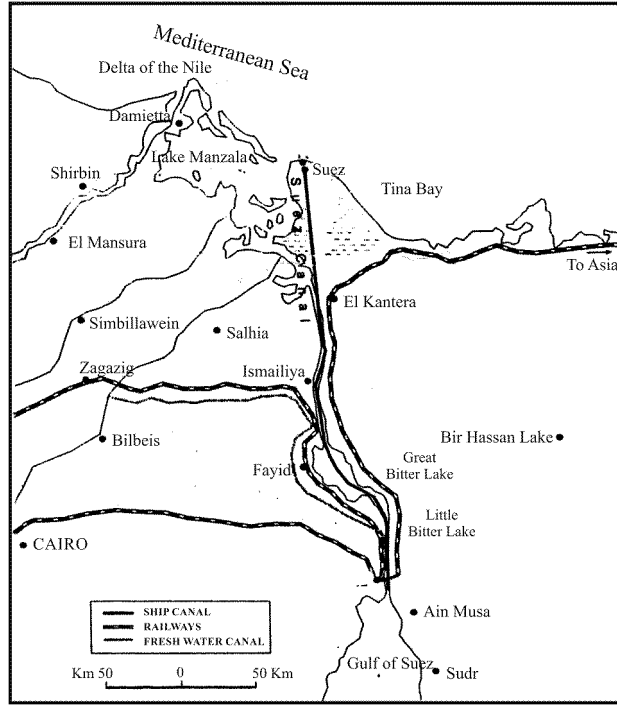 Mediterranean Sea
Delta of the Nile
Damietta
Lake Manzala
Suez
Shirbin
Tina Bay
Suez Canal
El Mansura
To Asia
El Kantera
Simbillawein
Salhia
Zagazig
Ismailiya
Bilbeis
Bir Hassan Lake
Great
Bitter Lake
Fayid
Little
Bitter Lake
CAIRO
SHIP CANAL
RAILWAYS
FRESH WATER CANAL
Ain Musa
Gulf of Suez
Sudr
Km 50 0 50 Km